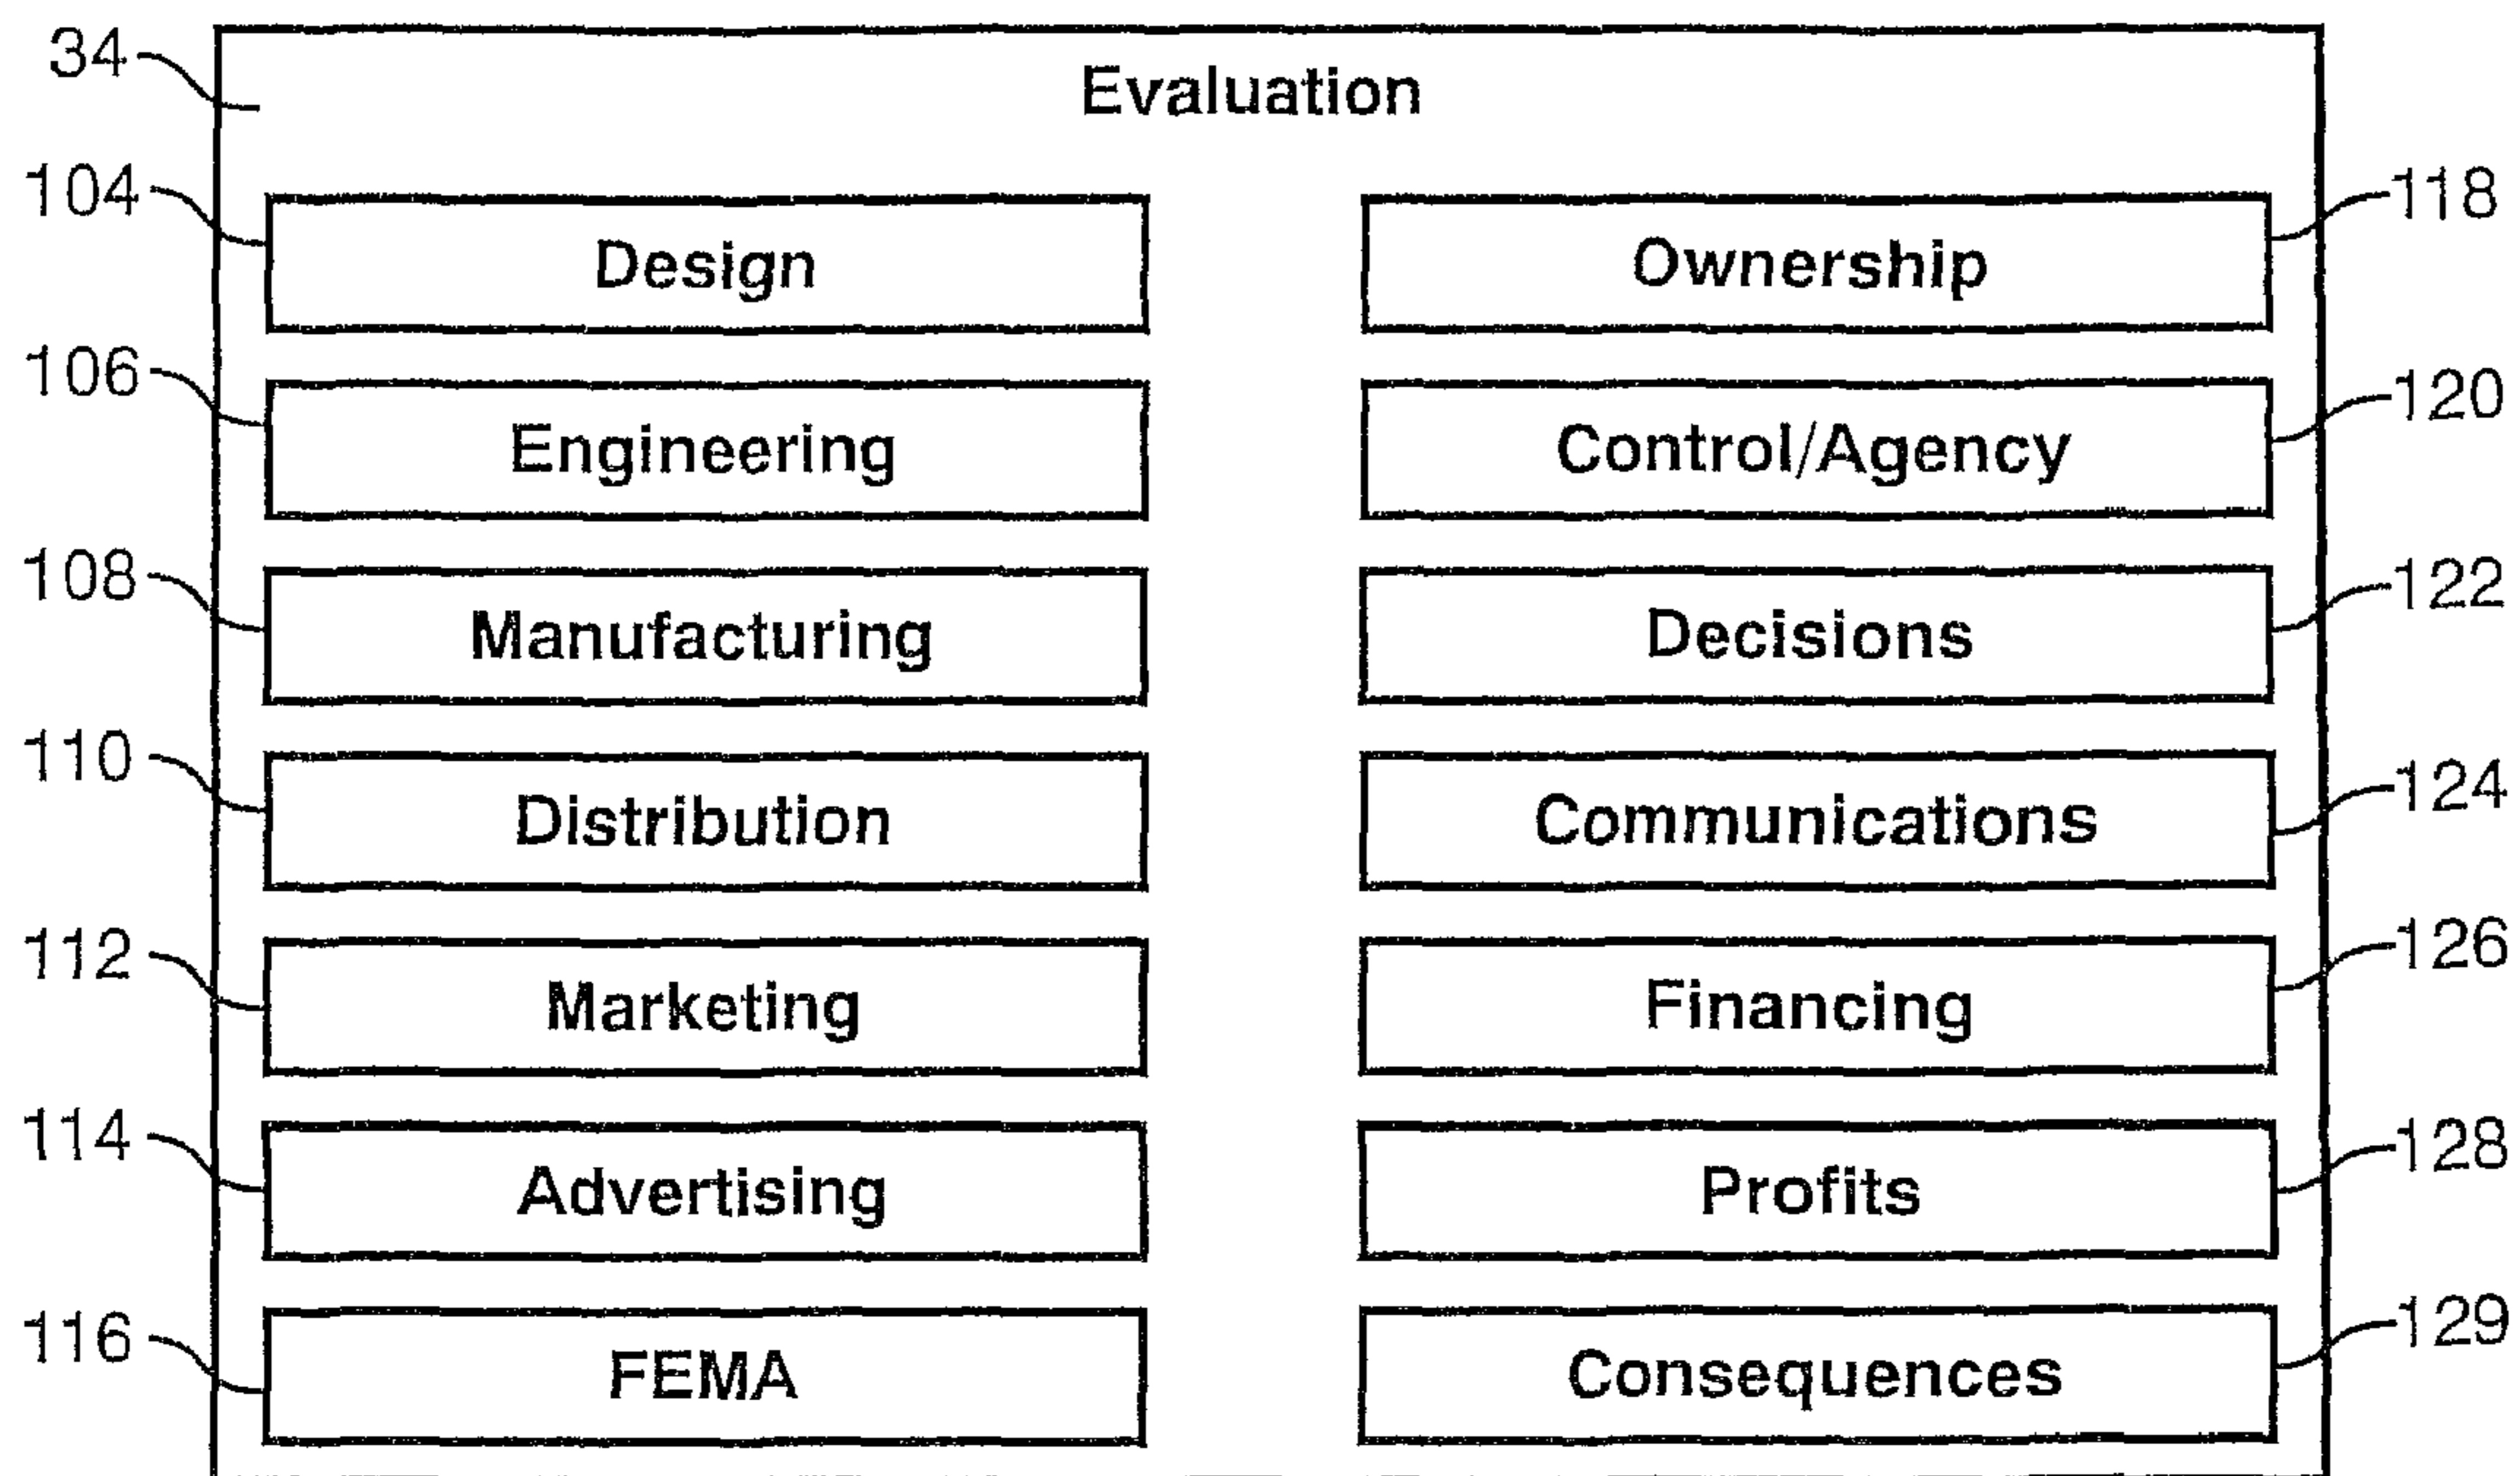 34 Evaluation
104 Design Ownership 118
106 Engineering Control/Agency 120
108 Manufacturing Decisions 122
110 Distribution Communications 124
112 Marketing Financing 126
114 Advertising Profits 128
116 FEMA Consequences 129